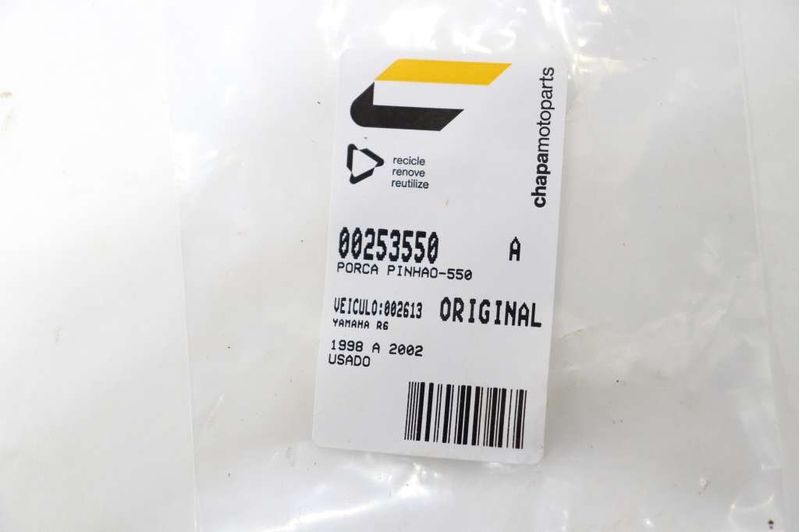 chapamotoparts
recicle
renove
reutilize
00253550 A
PORCA PINHAO-550
VEICULO:002613 ORIGINAL
YAMAHA R6
1998 A 2002
USADO